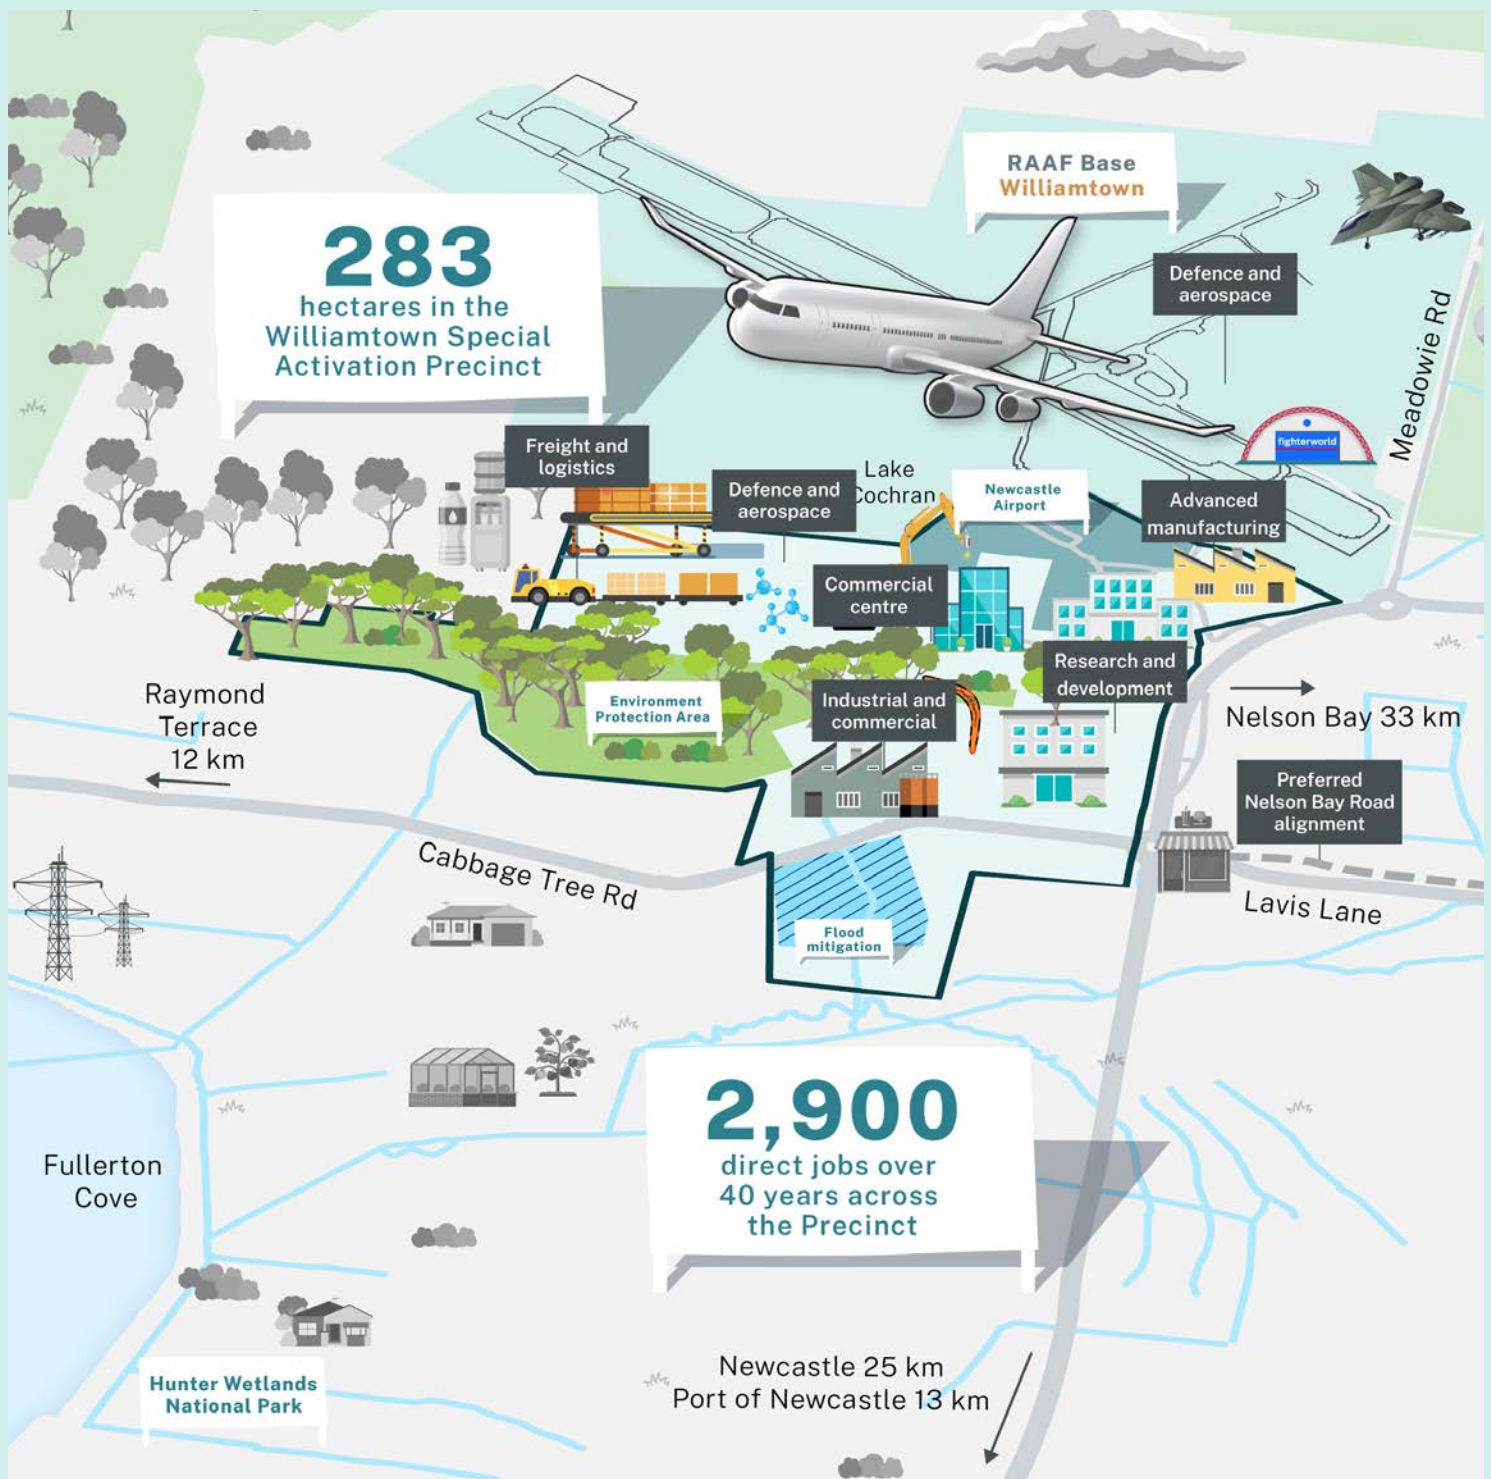 RAAF Base
Williamtown
283
hectares in the
Williamtown Special
Activation Precinct
Defence and
aerospace
Meadowie Rd
fighterworld
Freight and
logistics
Defence and
aerospace
Lake
Cochran
Newcastle
Airport
Advanced
manufacturing
Commercial
centre
Research and
development
Environment
Protection Area
Industrial and
commercial
Raymond
Terrace
12 km
Nelson Bay 33 km
Preferred
Nelson Bay Road
alignment
Cabbage Tree Rd
Lavis Lane
Flood
mitigation
2,900
direct jobs over
40 years across
the Precinct
Fullerton
Cove
Newcastle 25 km
Port of Newcastle 13 km
Hunter Wetlands
National Park